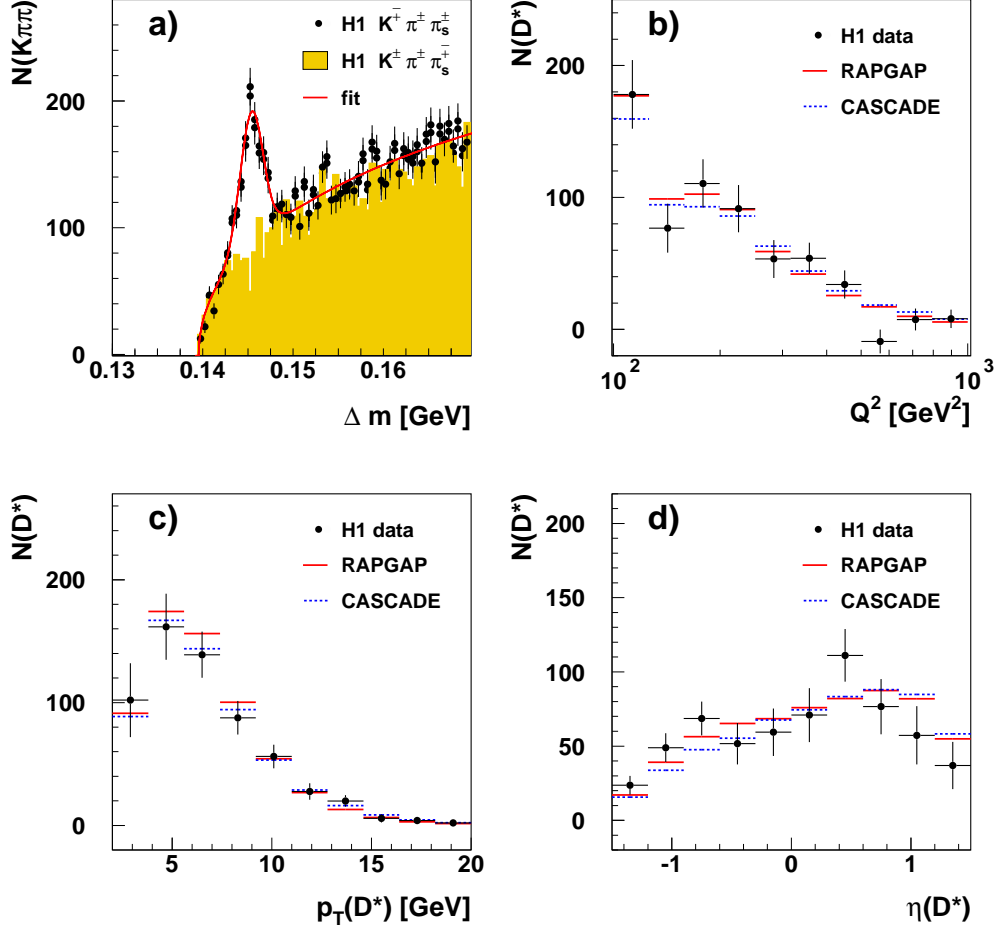 a)
H1 K∓ π± πs±
H1 K± π± πs∓
fit
N(Kππ)
200
100
0
0.13 0.14 0.15 0.16
Δ m [GeV]
b)
H1 data
RAPGAP
CASCADE
N(D*)
200
100
0
10² 10³
Q² [GeV²]
c)
H1 data
RAPGAP
CASCADE
N(D*)
200
100
0
5 10 15 20
pT(D*) [GeV]
d)
H1 data
RAPGAP
CASCADE
N(D*)
200
150
100
50
0
-1 0 1
η(D*)